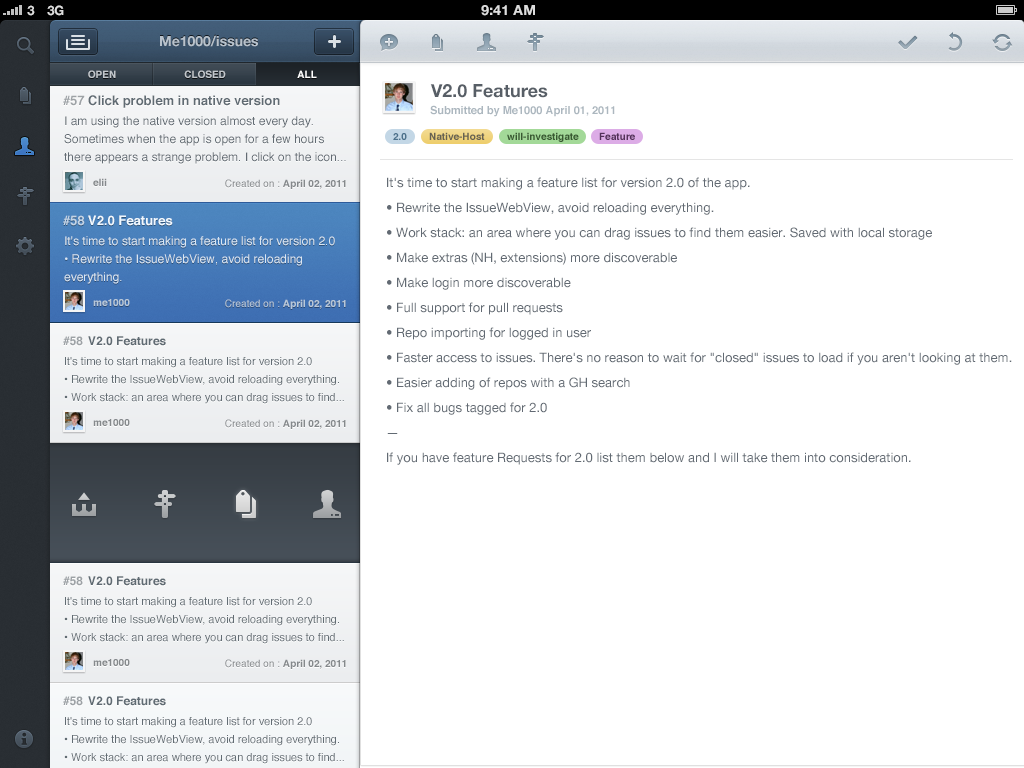 3 3G 9:41 AM
Me1000/issues
OPEN CLOSED ALL
#57 Click problem in native version
I am using the native version almost every day.
Sometimes when the app is open for a few hours
there appears a strange problem. I click on the icon...
elii Created on : April 02, 2011
#58 V2.0 Features
It's time to start making a feature list for version 2.0
• Rewrite the IssueWebView, avoid reloading
everything.
me1000 Created on : April 02, 2011
#58 V2.0 Features
It's time to start making a feature list for version 2.0
• Rewrite the IssueWebView, avoid reloading everything.
• Work stack: an area where you can drag issues to find...
me1000 Created on : April 02, 2011
#58 V2.0 Features
It's time to start making a feature list for version 2.0
• Rewrite the IssueWebView, avoid reloading everything.
• Work stack: an area where you can drag issues to find...
me1000 Created on : April 02, 2011
#58 V2.0 Features
It's time to start making a feature list for version 2.0
• Rewrite the IssueWebView, avoid reloading everything.
• Work stack: an area where you can drag issues to find...
V2.0 Features
Submitted by Me1000 April 01, 2011
2.0 Native-Host will-investigate Feature
It's time to start making a feature list for version 2.0 of the app.
• Rewrite the IssueWebView, avoid reloading everything.
• Work stack: an area where you can drag issues to find them easier. Saved with local storage
• Make extras (NH, extensions) more discoverable
• Make login more discoverable
• Full support for pull requests
• Repo importing for logged in user
• Faster access to issues. There's no reason to wait for "closed" issues to load if you aren't looking at them.
• Easier adding of repos with a GH search
• Fix all bugs tagged for 2.0
—
If you have feature Requests for 2.0 list them below and I will take them into consideration.